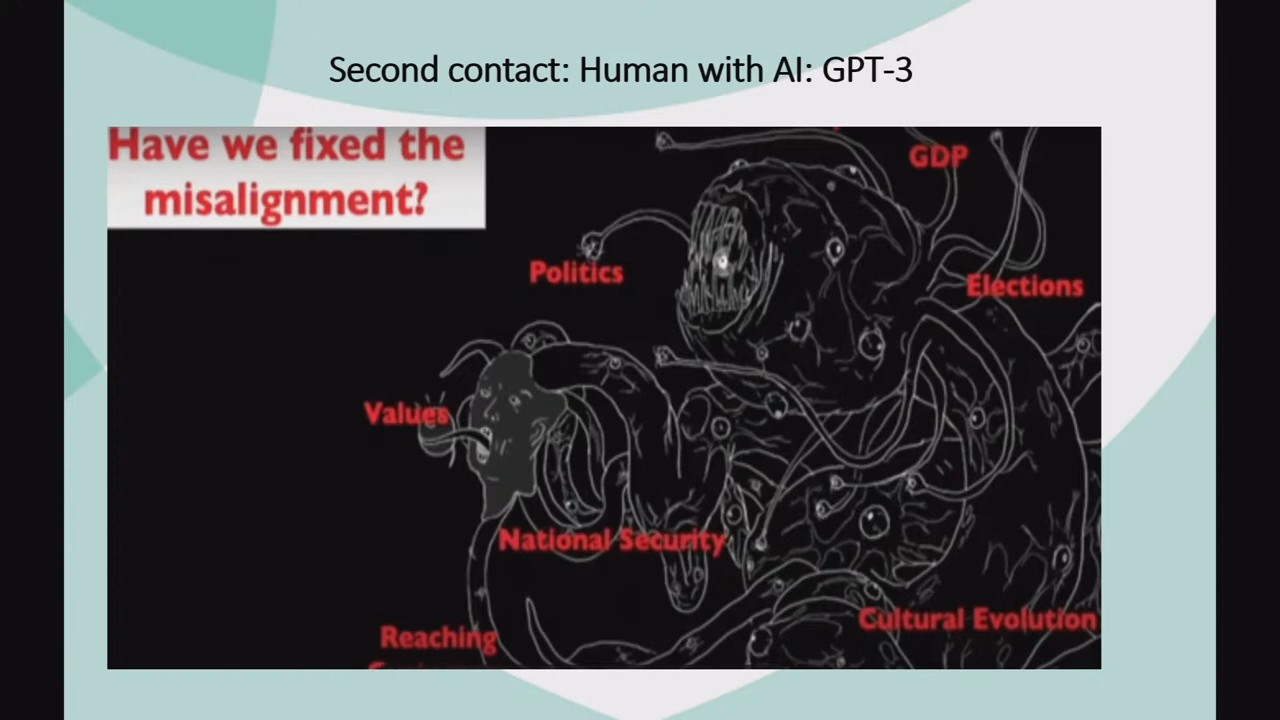 Second contact: Human with AI: GPT-3
Have we fixed the
misalignment?
GDP
Politics
Elections
Values
National Security
Cultural Evolution
Reaching